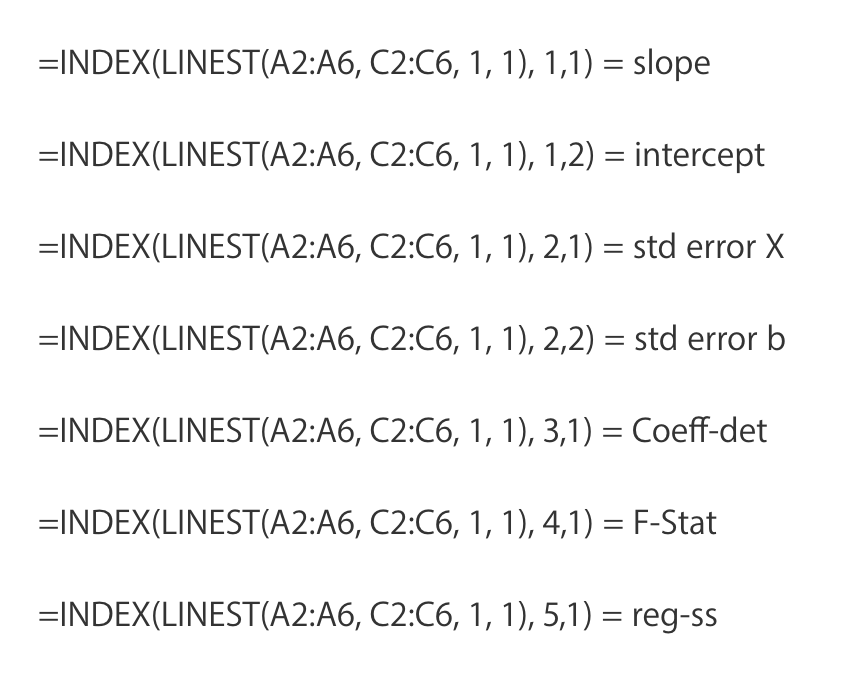 =INDEX(LINEST(A2:A6, C2:C6, 1, 1), 1,1) = slope
=INDEX(LINEST(A2:A6, C2:C6, 1, 1), 1,2) = intercept
=INDEX(LINEST(A2:A6, C2:C6, 1, 1), 2,1) = std error X
=INDEX(LINEST(A2:A6, C2:C6, 1, 1), 2,2) = std error b
=INDEX(LINEST(A2:A6, C2:C6, 1, 1), 3,1) = Coeff-det
=INDEX(LINEST(A2:A6, C2:C6, 1, 1), 4,1) = F-Stat
=INDEX(LINEST(A2:A6, C2:C6, 1, 1), 5,1) = reg-ss